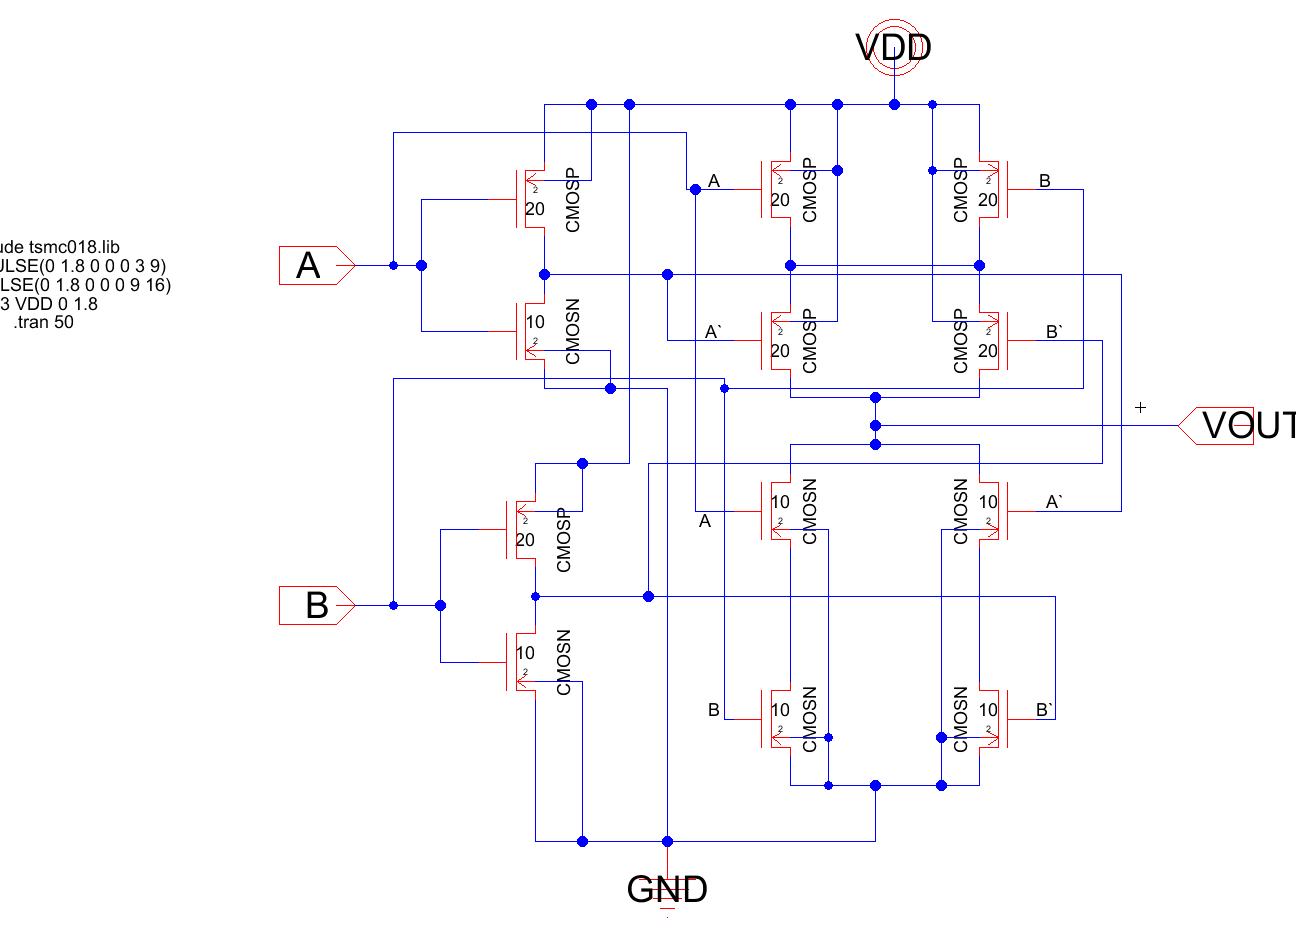 VDD
CMOSP
2
20
A
CMOSP
2
20
CMOSP
2
20
B
ude tsmc018.lib
ULSE(0 1.8 0 0 0 3 9)
LSE(0 1.8 0 0 0 9 16)
3 VDD 0 1.8
.tran 50
A
10
2
CMOSN
A`
CMOSP
2
20
CMOSP
2
20
B`
VOUT
A
10
2
CMOSN
CMOSN
10
2
A`
CMOSP
2
20
B
10
2
CMOSN
B
10
2
CMOSN
CMOSN
10
2
B`
GND